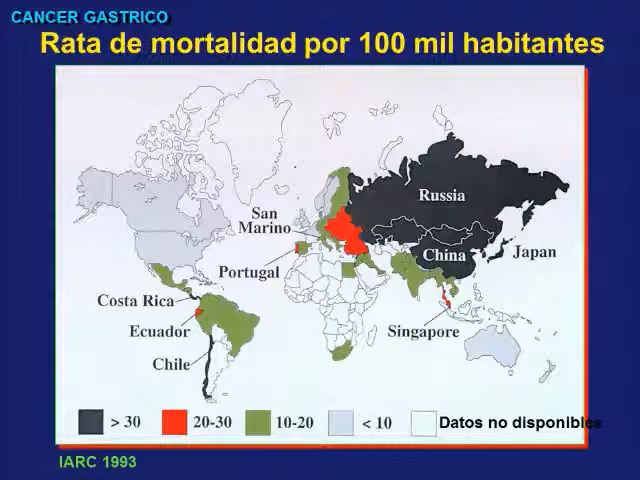 CANCER GASTRICO
Rata de mortalidad por 100 mil habitantes
Russia
San
Marino
China
Japan
Portugal
Costa Rica
Ecuador
Singapore
Chile
> 30
20-30
10-20
< 10
Datos no disponibles
IARC 1993